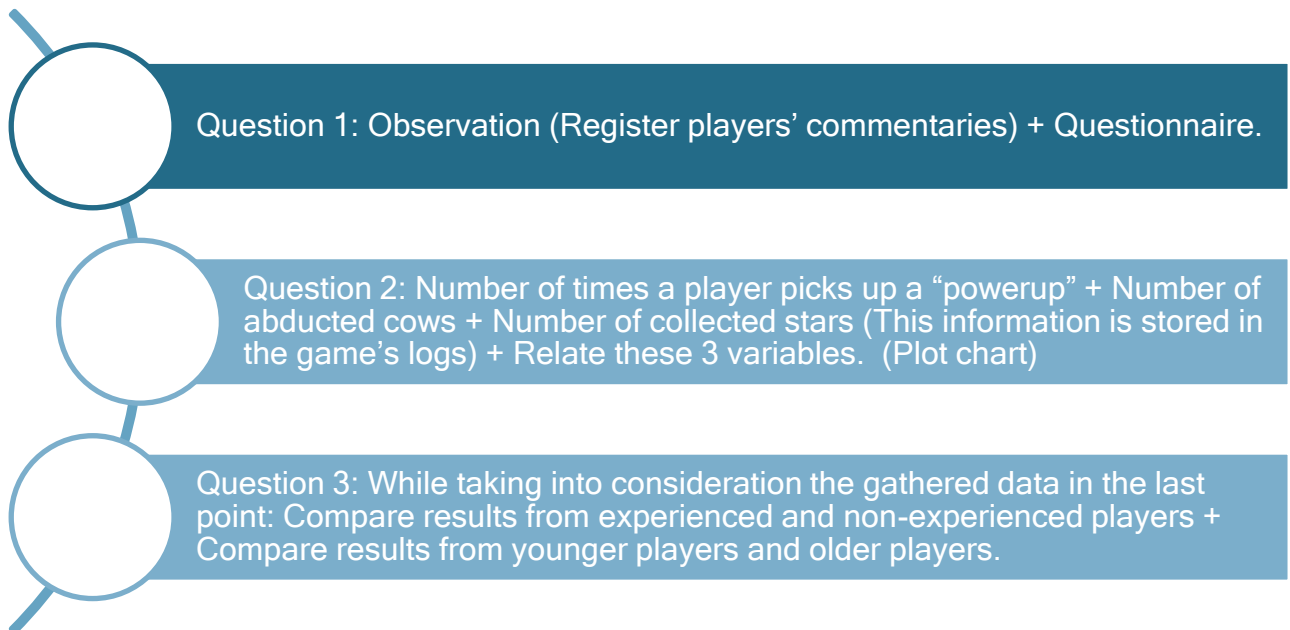 Question 1: Observation (Register players’ commentaries) + Questionnaire.
Question 2: Number of times a player picks up a “powerup” + Number of
abducted cows + Number of collected stars (This information is stored in
the game’s logs) + Relate these 3 variables.  (Plot chart)
Question 3: While taking into consideration the gathered data in the last
point: Compare results from experienced and non-experienced players +
Compare results from younger players and older players.